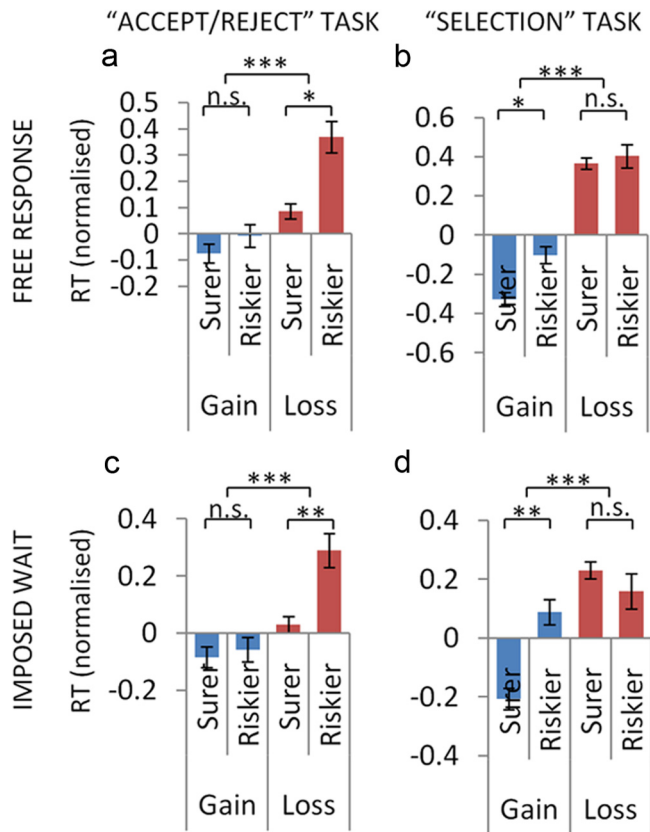 “ACCEPT/REJECT” TASK
“SELECTION” TASK
FREE RESPONSE
a
***
n.s.
*
RT (normalised)
0.5
0.4
0.3
0.2
0.1
0
-0.1
-0.2
Surer
Riskier
Surer
Riskier
Gain
Loss
b
***
*
n.s.
0.6
0.4
0.2
0
-0.2
-0.4
-0.6
Surer
Riskier
Surer
Riskier
Gain
Loss
IMPOSED WAIT
c
***
n.s.
**
RT (normalised)
0.4
0.2
0
-0.2
Surer
Riskier
Surer
Riskier
Gain
Loss
d
***
**
n.s.
0.4
0.2
0
-0.2
-0.4
Surer
Riskier
Surer
Riskier
Gain
Loss